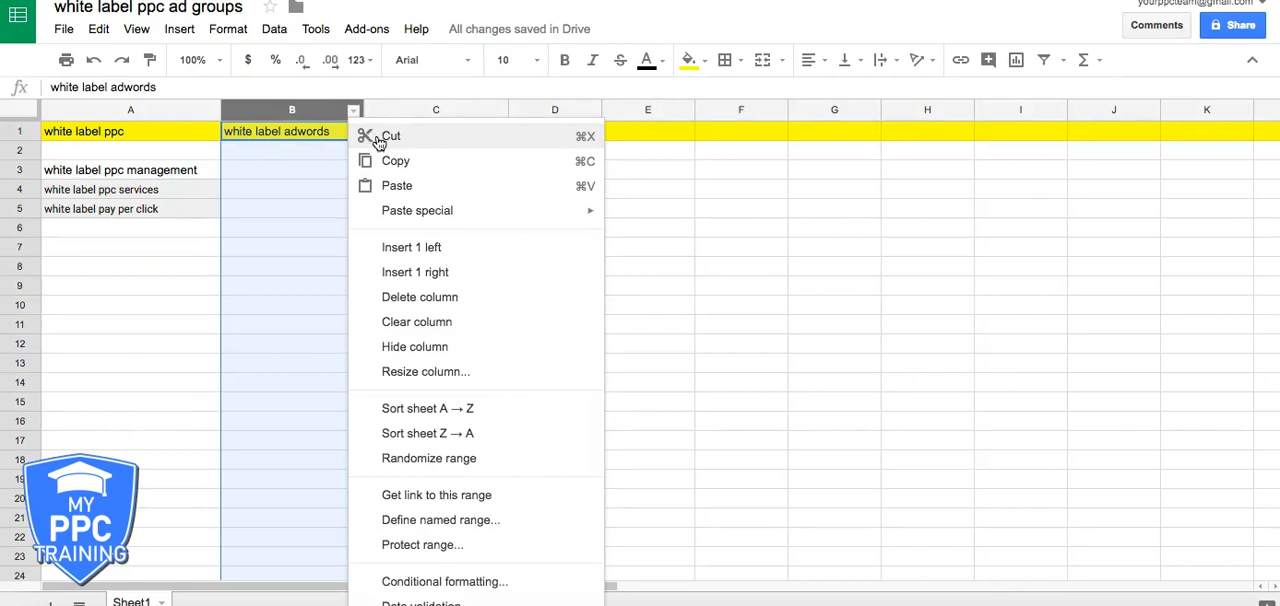 white label ppc ad groups
yourppcteam@gmail.com
File Edit View Insert Format Data Tools Add-ons Help All changes saved in Drive
Comments Share
100% $ % .0 .00 123 Arial 10 B I S A
fx white label adwords
A B C D E F G H I J K
1 white label ppc white label adwords
2
3 white label ppc management
4 white label ppc services
5 white label pay per click
6
7
8
9
10
11
12
13
14
15
16
17
18
19
20
21
22
23
24
Cut ⌘X
Copy ⌘C
Paste ⌘V
Paste special
Insert 1 left
Insert 1 right
Delete column
Clear column
Hide column
Resize column...
Sort sheet A → Z
Sort sheet Z → A
Randomize range
Get link to this range
Define named range...
Protect range...
Conditional formatting...
Data validation
MY
PPC
TRAINING
Sheet1